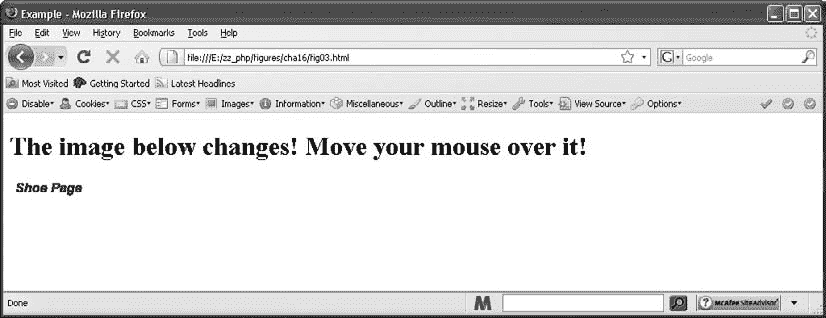 Example - Mozilla Firefox
File Edit View History Bookmarks Tools Help
file:///E:/zz_php/figures/cha16/fig03.html
Google
Most Visited Getting Started Latest Headlines
Disable Cookies CSS Forms Images Information Miscellaneous Outline Resize Tools View Source Options
The image below changes! Move your mouse over it!
Shoe Page
Done
McAfee SiteAdvisor